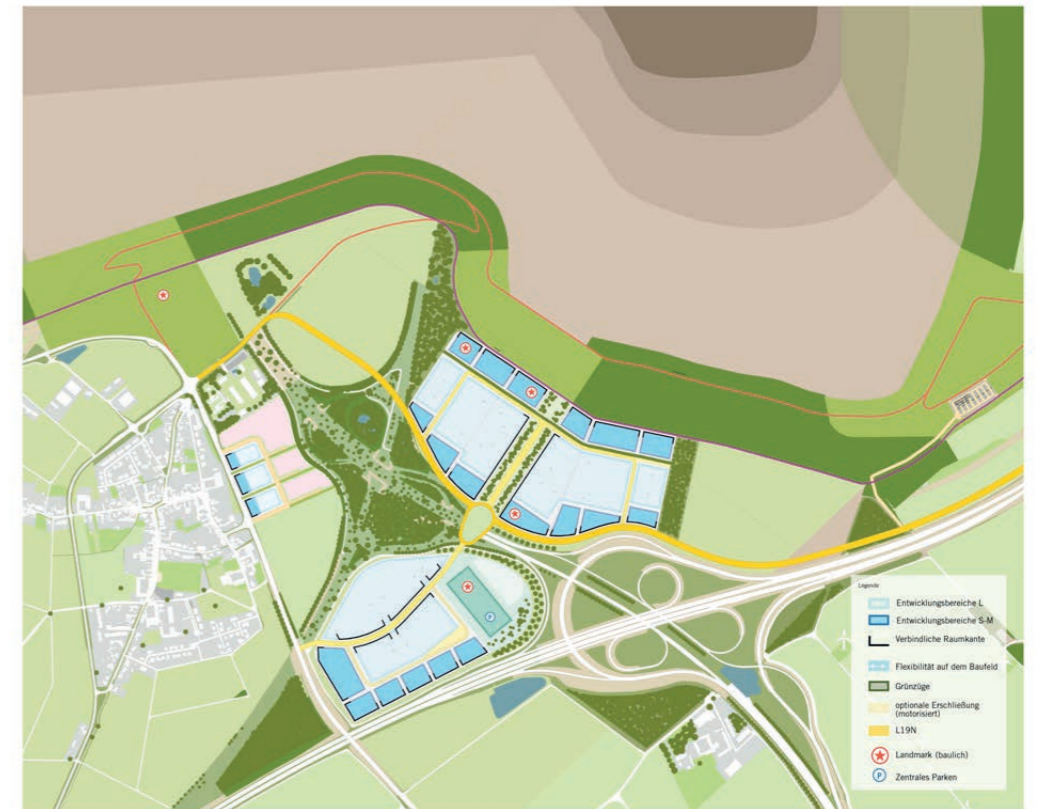 Legende
Entwicklungsbereiche L
Entwicklungsbereiche S-M
Verbindliche Raumkante
Flexibilität auf dem Baufeld
Grünzüge
optionale Erschließung
(motorisiert)
L19N
Landmark (baulich)
P Zentrales Parken
P